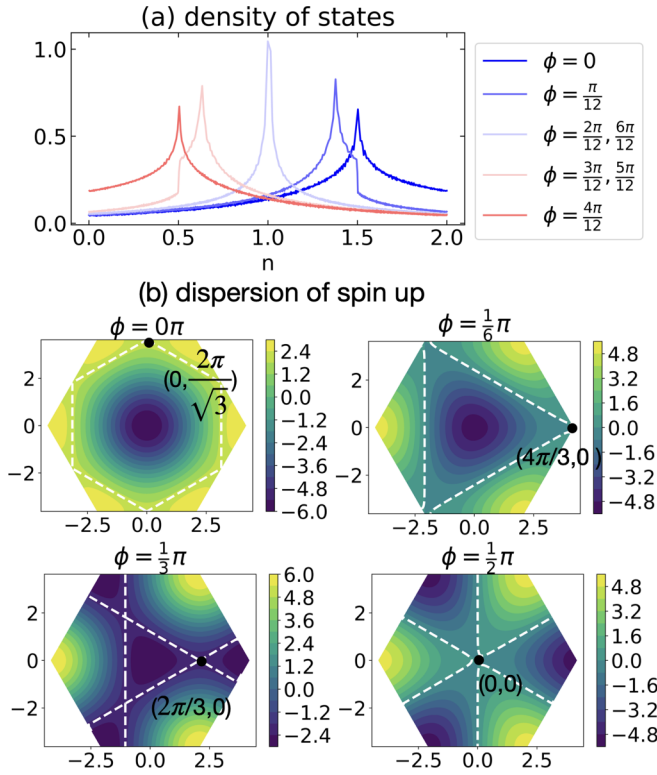 (a) density of states
1.0
0.5
0.0
0.0 0.5 1.0 1.5 2.0
n
ϕ = 0
ϕ = π/12
ϕ = 2π/12, 6π/12
ϕ = 3π/12, 5π/12
ϕ = 4π/12
(b) dispersion of spin up
ϕ = 0π
(0, 2π/√3)
2
0
−2
−2.5 0.0 2.5
2.4
1.2
0.0
−1.2
−2.4
−3.6
−4.8
−6.0
ϕ = 1/6 π
(4π/3,0)
2
0
−2
−2.5 0.0 2.5
4.8
3.2
1.6
0.0
−1.6
−3.2
−4.8
ϕ = 1/3 π
(2π/3,0)
2
0
−2
−2.5 0.0 2.5
6.0
4.8
3.6
2.4
1.2
0.0
−1.2
−2.4
ϕ = 1/2 π
(0,0)
2
0
−2
−2.5 0.0 2.5
4.8
3.2
1.6
0.0
−1.6
−3.2
−4.8